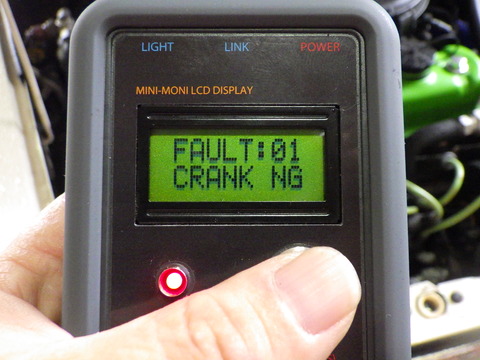 LIGHT LINK POWER
MINI-MONI LCD DISPLAY
FAULT:01
CRANK NG